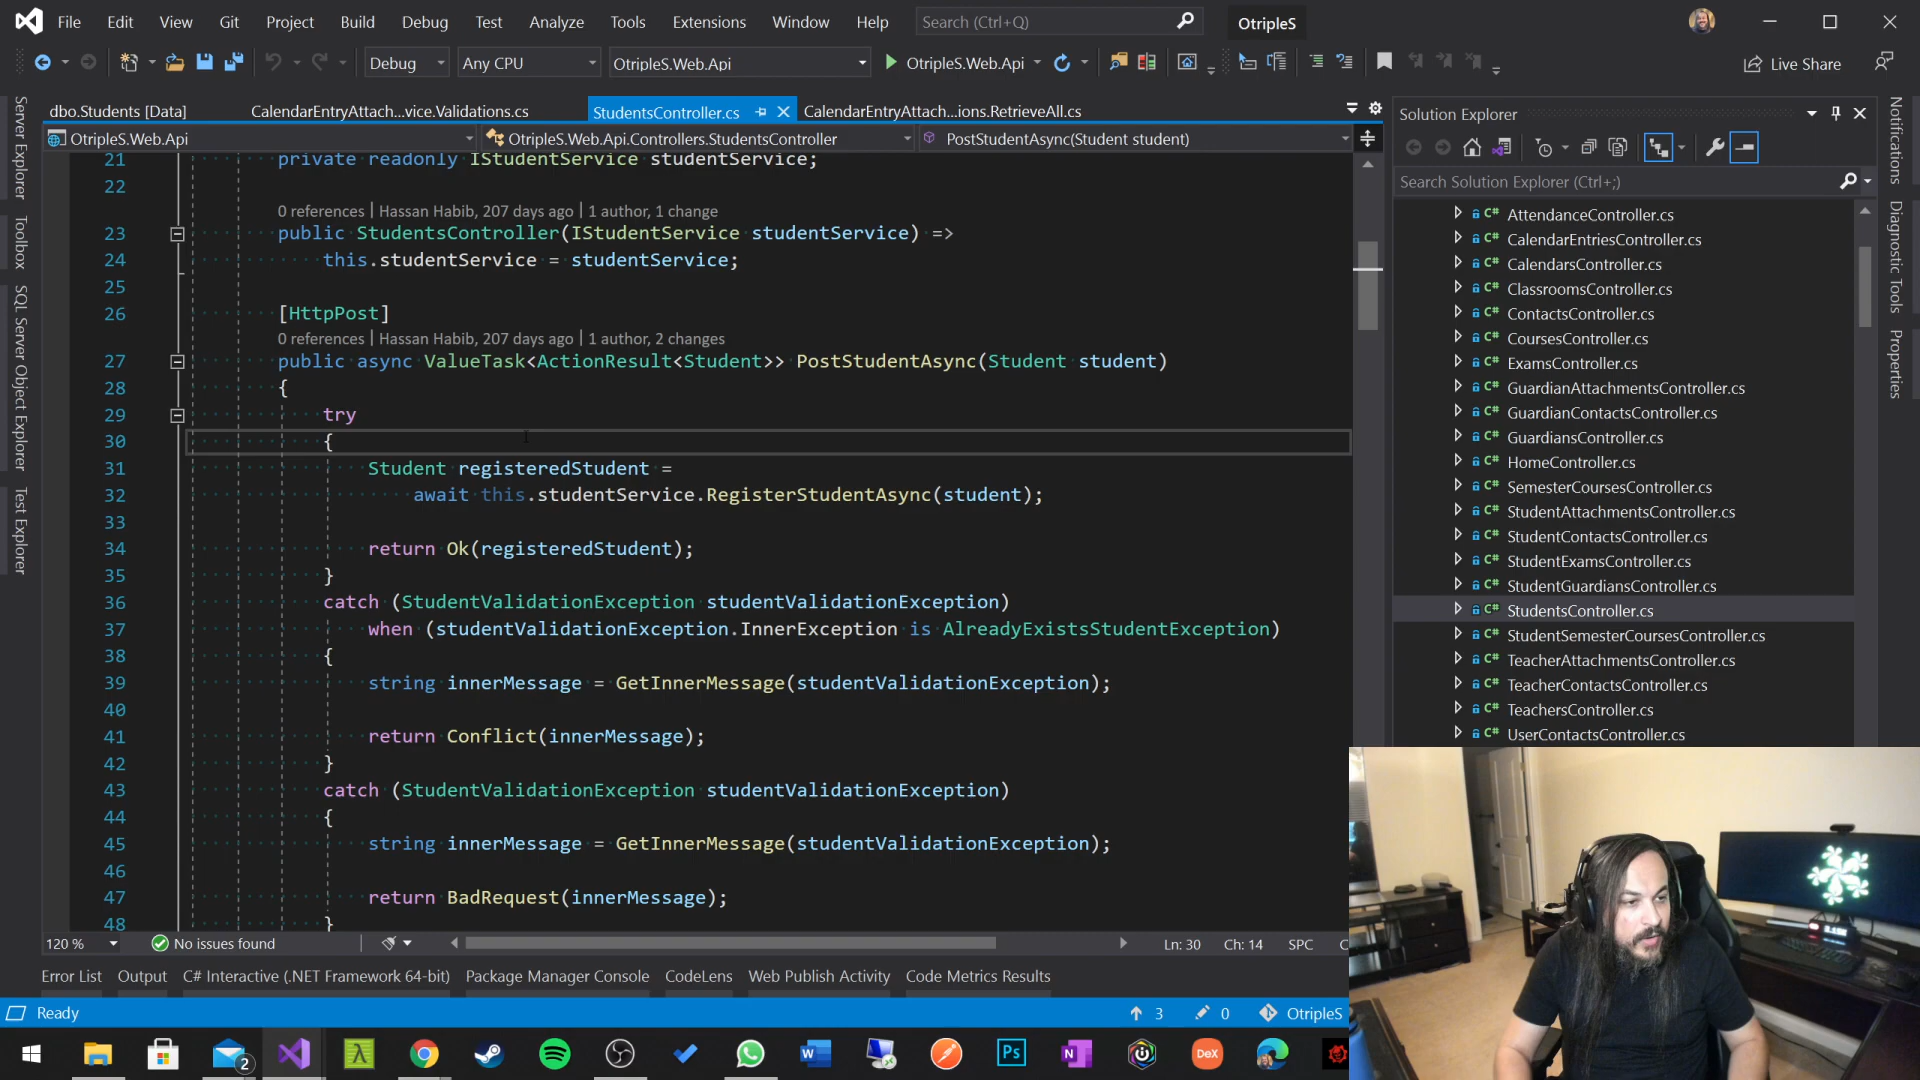 File Edit View Git Project Build Debug Test Analyze Tools Extensions Window Help Search (Ctrl+Q) OtripleS
Debug Any CPU OtripleS.Web.Api OtripleS.Web.Api Live Share
dbo.Students [Data] CalendarEntryAttach...vice.Validations.cs StudentsController.cs CalendarEntryAttach...ions.RetrieveAll.cs
OtripleS.Web.Api OtripleS.Web.Api.Controllers.StudentsController PostStudentAsync(Student student)
Server Explorer
Toolbox
SQL Server Object Explorer
Test Explorer
21 private readonly IStudentService studentService;
22
0 references | Hassan Habib, 207 days ago | 1 author, 1 change
23 public StudentsController(IStudentService studentService) =>
24 this.studentService = studentService;
25
26 [HttpPost]
0 references | Hassan Habib, 207 days ago | 1 author, 2 changes
27 public async ValueTask<ActionResult<Student>> PostStudentAsync(Student student)
28 {
29 try
30 {
31 Student registeredStudent =
32 await this.studentService.RegisterStudentAsync(student);
33
34 return Ok(registeredStudent);
35 }
36 catch (StudentValidationException studentValidationException)
37 when (studentValidationException.InnerException is AlreadyExistsStudentException)
38 {
39 string innerMessage = GetInnerMessage(studentValidationException);
40
41 return Conflict(innerMessage);
42 }
43 catch (StudentValidationException studentValidationException)
44 {
45 string innerMessage = GetInnerMessage(studentValidationException);
46
47 return BadRequest(innerMessage);
48 }
120 % No issues found Ln: 30 Ch: 14 SPC
Error List Output C# Interactive (.NET Framework 64-bit) Package Manager Console CodeLens Web Publish Activity Code Metrics Results
Ready 3 0 OtripleS
Solution Explorer
Search Solution Explorer (Ctrl+;)
C# AttendanceController.cs
C# CalendarEntriesController.cs
C# CalendarsController.cs
C# ClassroomsController.cs
C# ContactsController.cs
C# CoursesController.cs
C# ExamsController.cs
C# GuardianAttachmentsController.cs
C# GuardianContactsController.cs
C# GuardiansController.cs
C# HomeController.cs
C# SemesterCoursesController.cs
C# StudentAttachmentsController.cs
C# StudentContactsController.cs
C# StudentExamsController.cs
C# StudentGuardiansController.cs
C# StudentsController.cs
C# StudentSemesterCoursesController.cs
C# TeacherAttachmentsController.cs
C# TeacherContactsController.cs
C# TeachersController.cs
C# UserContactsController.cs
Notifications
Diagnostic Tools
Properties
2
W
Ps
N
DeX